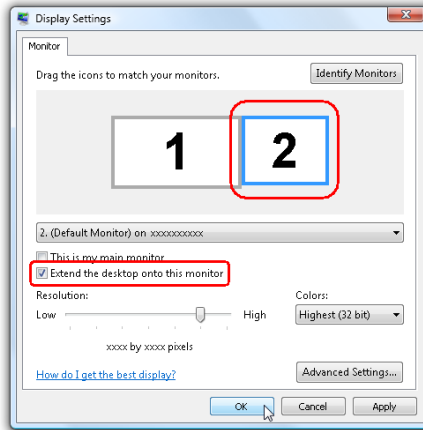 Display Settings
Monitor
Drag the icons to match your monitors.
Identify Monitors
1
2
2. (Default Monitor) on xxxxxxxxxx
This is my main monitor
Extend the desktop onto this monitor
Resolution:
Colors:
Low
High
Highest (32 bit)
xxxx by xxxx pixels
How do I get the best display?
Advanced Settings...
OK
Cancel
Apply